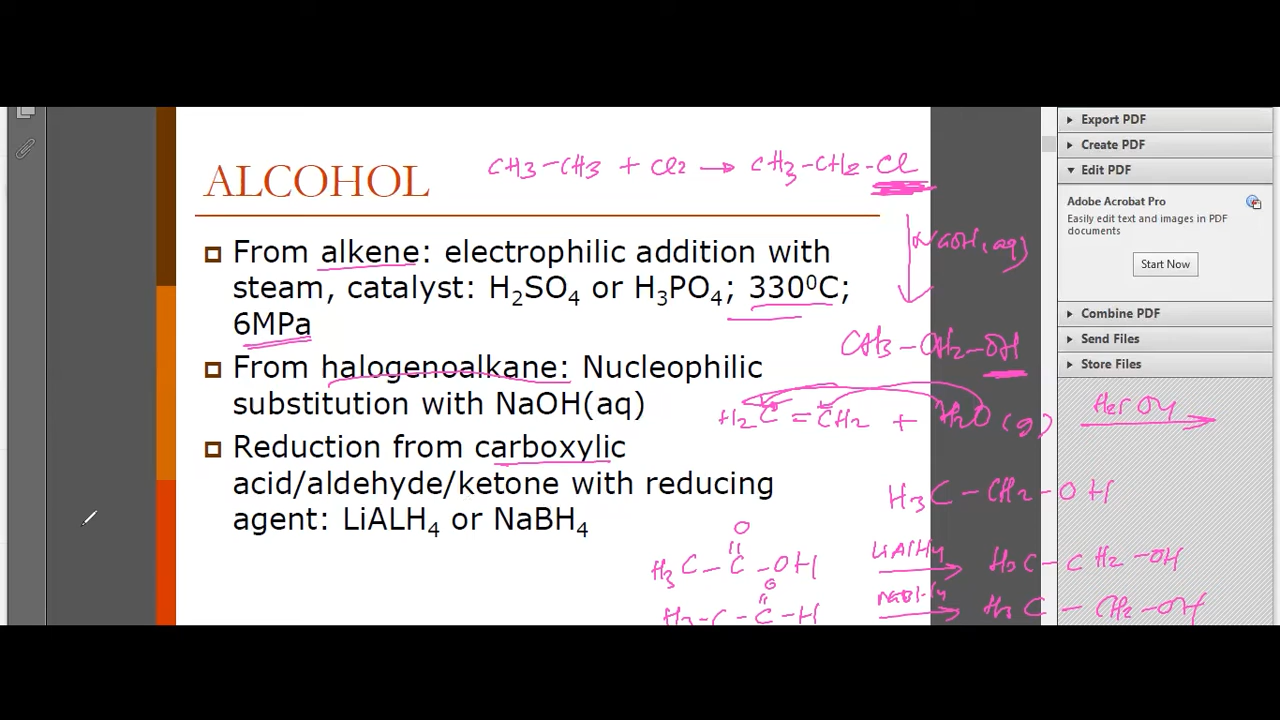 ALCOHOL
CH3-CH3 + Cl2 → CH3-CH2-Cl
NaOH, aq)
□ From alkene: electrophilic addition with
steam, catalyst: H2SO4 or H3PO4; 330⁰C;
6MPa
CH3-CH2-OH
□ From halogenoalkane: Nucleophilic
substitution with NaOH(aq)
H2C = CH2 + H2O (g)
H3C-CH2-OH
□ Reduction from carboxylic
acid/aldehyde/ketone with reducing
agent: LiALH4 or NaBH4
O
H3C-C-OH LiAlH4 → H3C-CH2-OH
O
H3-C-C-H NaBH4 → H3C-CH2-OH
Export PDF
Create PDF
Edit PDF
Adobe Acrobat Pro
Easily edit text and images in PDF
documents
Start Now
Combine PDF
Send Files
Store Files